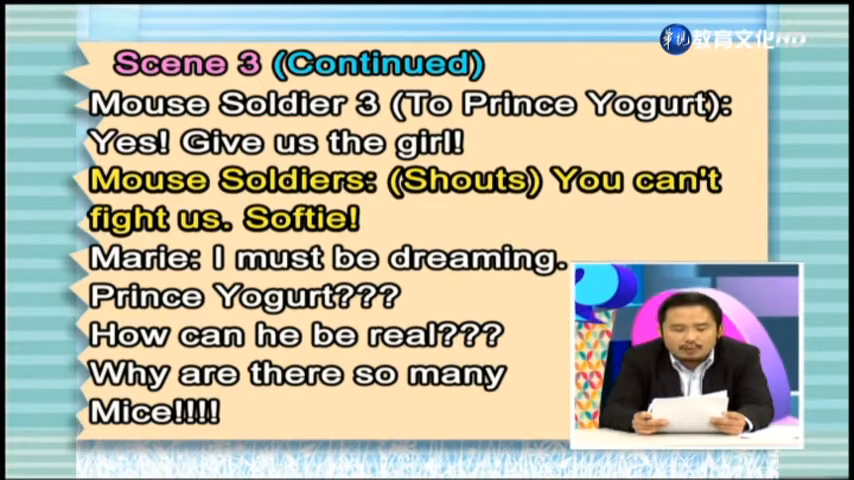 華視教育文化HD
Scene 3 (Continued)
Mouse Soldier 3 (To Prince Yogurt):
Yes! Give us the girl!
Mouse Soldiers: (Shouts) You can't
fight us. Softie!
Marie: I must be dreaming.
Prince Yogurt???
How can he be real???
Why are there so many
Mice!!!!